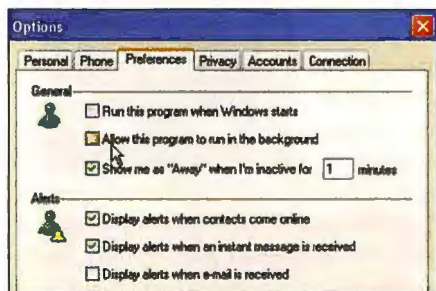 Options
Personal Phone Preferences Privacy Accounts Connection
General
Run this program when Windows starts
Allow this program to run in the background
Show me as "Away" when I'm inactive for 1 minutes
Alerts
Display alerts when contacts come online
Display alerts when an instant message is received
Display alerts when e-mail is received